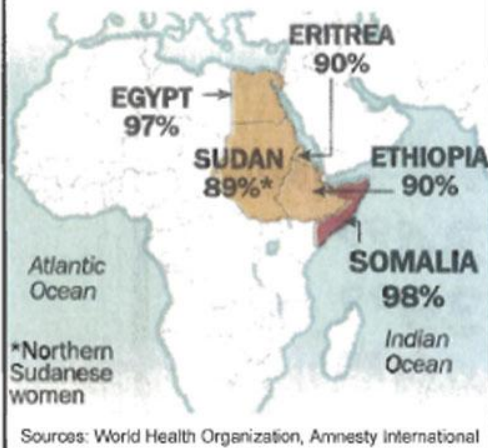 ERITREA
90%
EGYPT
97%
SUDAN
89%*
ETHIOPIA
90%
SOMALIA
98%
Atlantic
Ocean
Indian
Ocean
*Northern
Sudanese
women
Sources: World Health Organization, Amnesty International